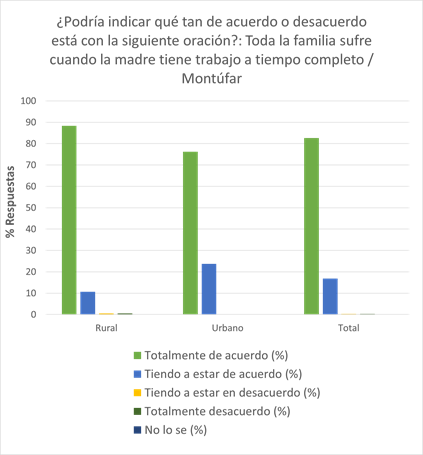 ¿Podría indicar qué tan de acuerdo o desacuerdo
está con la siguiente oración?: Toda la familia sufre
cuando la madre tiene trabajo a tiempo completo /
Montúfar
% Respuestas
100
90
80
70
60
50
40
30
20
10
0
Rural
Urbano
Total
Totalmente de acuerdo (%)
Tiendo a estar de acuerdo (%)
Tiendo a estar en desacuerdo (%)
Totalmente desacuerdo (%)
No lo se (%)